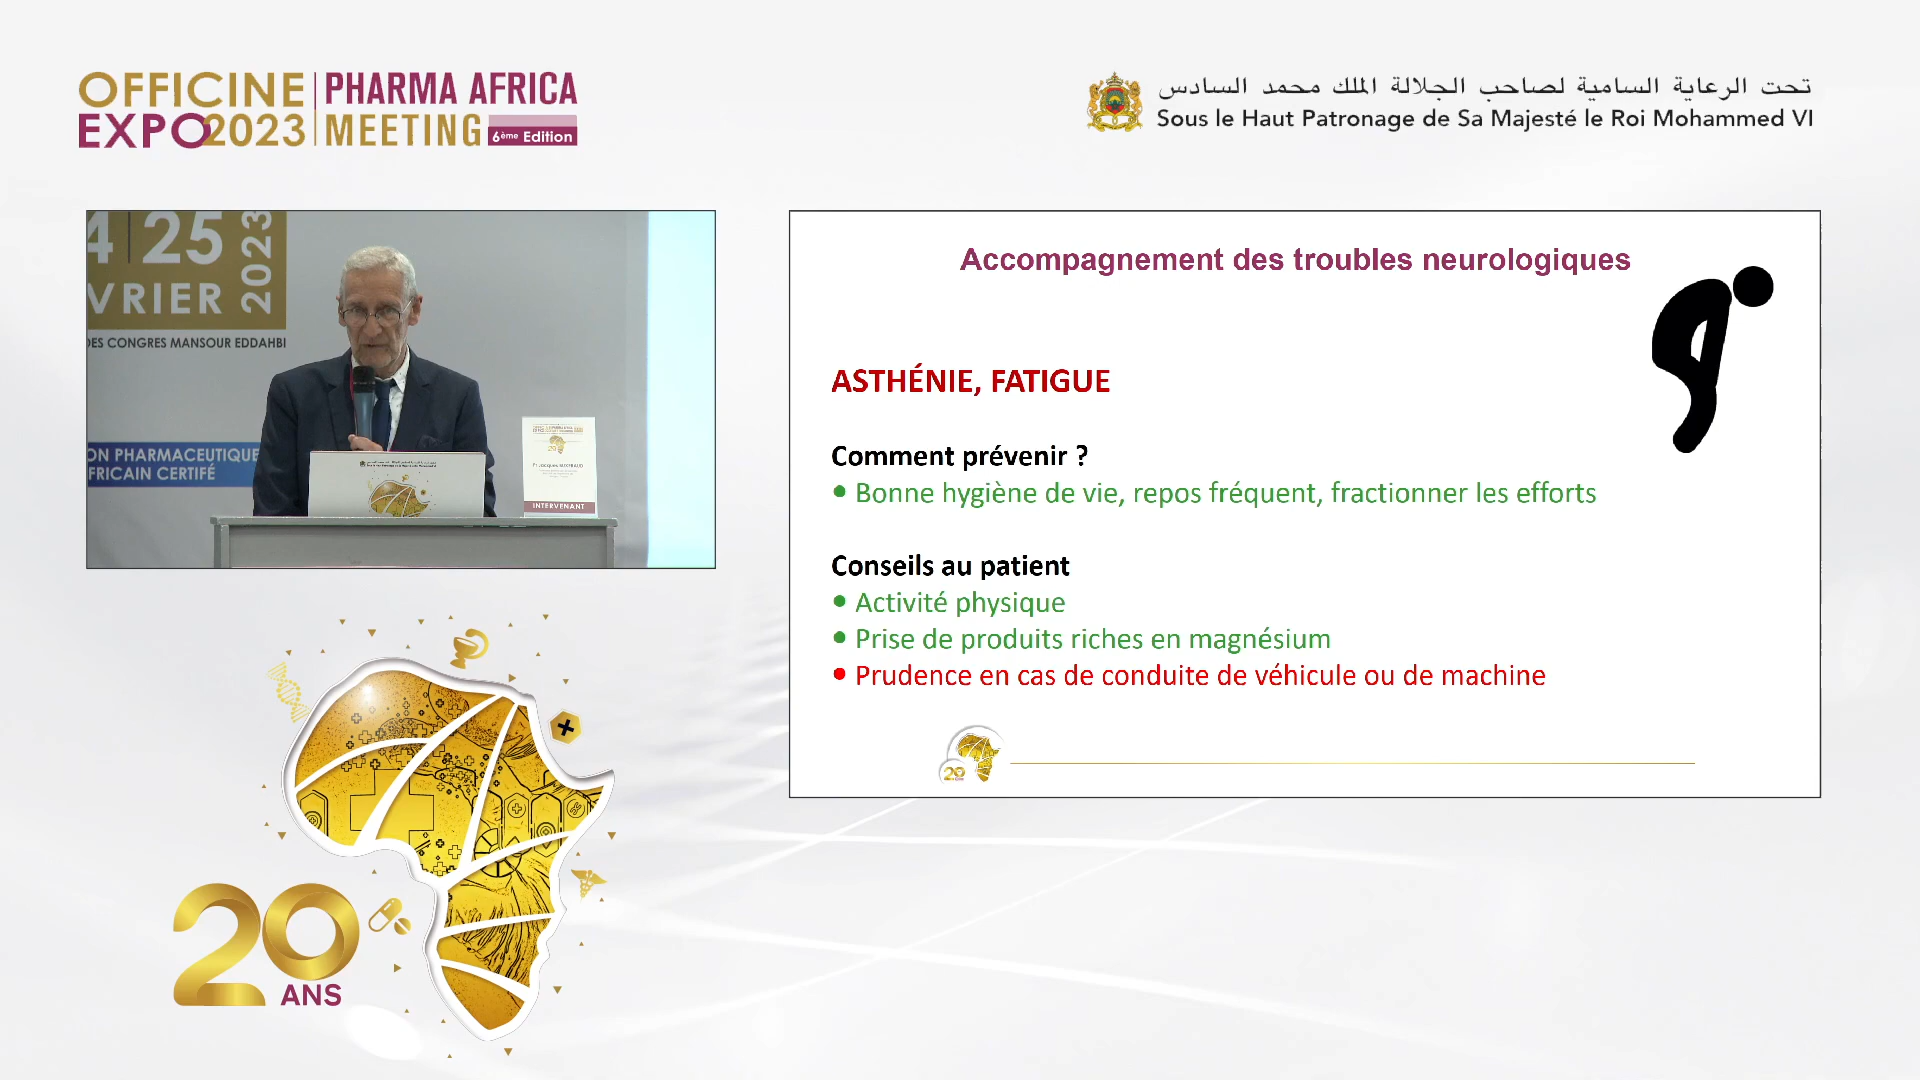 OFFICINE
EXPO2023
PHARMA AFRICA
MEETING
6ème Edition
تحت الرعاية السامية لصاحب الجلالة الملك محمد السادس
Sous le Haut Patronage de Sa Majesté le Roi Mohammed VI
4|25
VRIER
2023
DES CONGRES MANSOUR EDDAHBI
ON PHARMACEUTIQUE
FRICAIN CERTIFÉ
INTERVENANT
Accompagnement des troubles neurologiques
ASTHÉNIE, FATIGUE
Comment prévenir ?
• Bonne hygiène de vie, repos fréquent, fractionner les efforts
Conseils au patient
• Activité physique
• Prise de produits riches en magnésium
• Prudence en cas de conduite de véhicule ou de machine
20
20
ANS